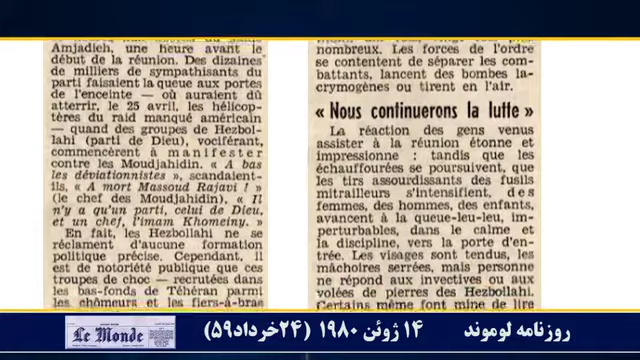 Amjadieh, une heure avant le
début de la réunion. Des dizaines
de milliers de sympathisants du
parti faisaient la queue aux portes
de l'enceinte — où auraient dû
atterrir, le 25 avril, les hélicop-
tères du raid manqué américain
— quand des groupes de Hezbol-
lahi (parti de Dieu), vociférant,
commencèrent à manifester
contre les Moudjahidin. « A bas
les déviationnistes », scandaient-
ils, « A mort Massoud Rajavi ! »
(le chef des Moudjahidin), « Il
n'y a qu'un parti, celui de Dieu,
et un chef, l'imam Khomeiny. »
En fait, les Hezbollahi ne se
réclament d'aucune formation
politique précise. Cependant, il
est de notoriété publique que ces
troupes de choc — recrutées dans
les bas-fonds de Téhéran parmi
les chômeurs et les fiers-à-bras
nombreux. Les forces de l'ordre
se contentent de séparer les com-
battants, lancent des bombes la-
crymogènes ou tirent en l'air.
« Nous continuerons la lutte »
La réaction des gens venus
assister à la réunion étonne et
impressionne : tandis que les
échauffourées se poursuivent, que
les tirs assourdissants des fusils
mitrailleurs s'intensifient, des
femmes, des hommes, des enfants,
avancent à la queue-leu-leu, im-
perturbables, dans le calme et
la discipline, vers la porte d'en-
trée. Les visages sont tendus, les
mâchoires serrées, mais personne
ne répond aux invectives ou aux
volées de pierres des Hezbollahi.
Certains même font mine de lire
Le Monde
روزنامه لوموند ۱۴ ژوئن ۱۹۸۰ (۲۴خرداد۵۹)